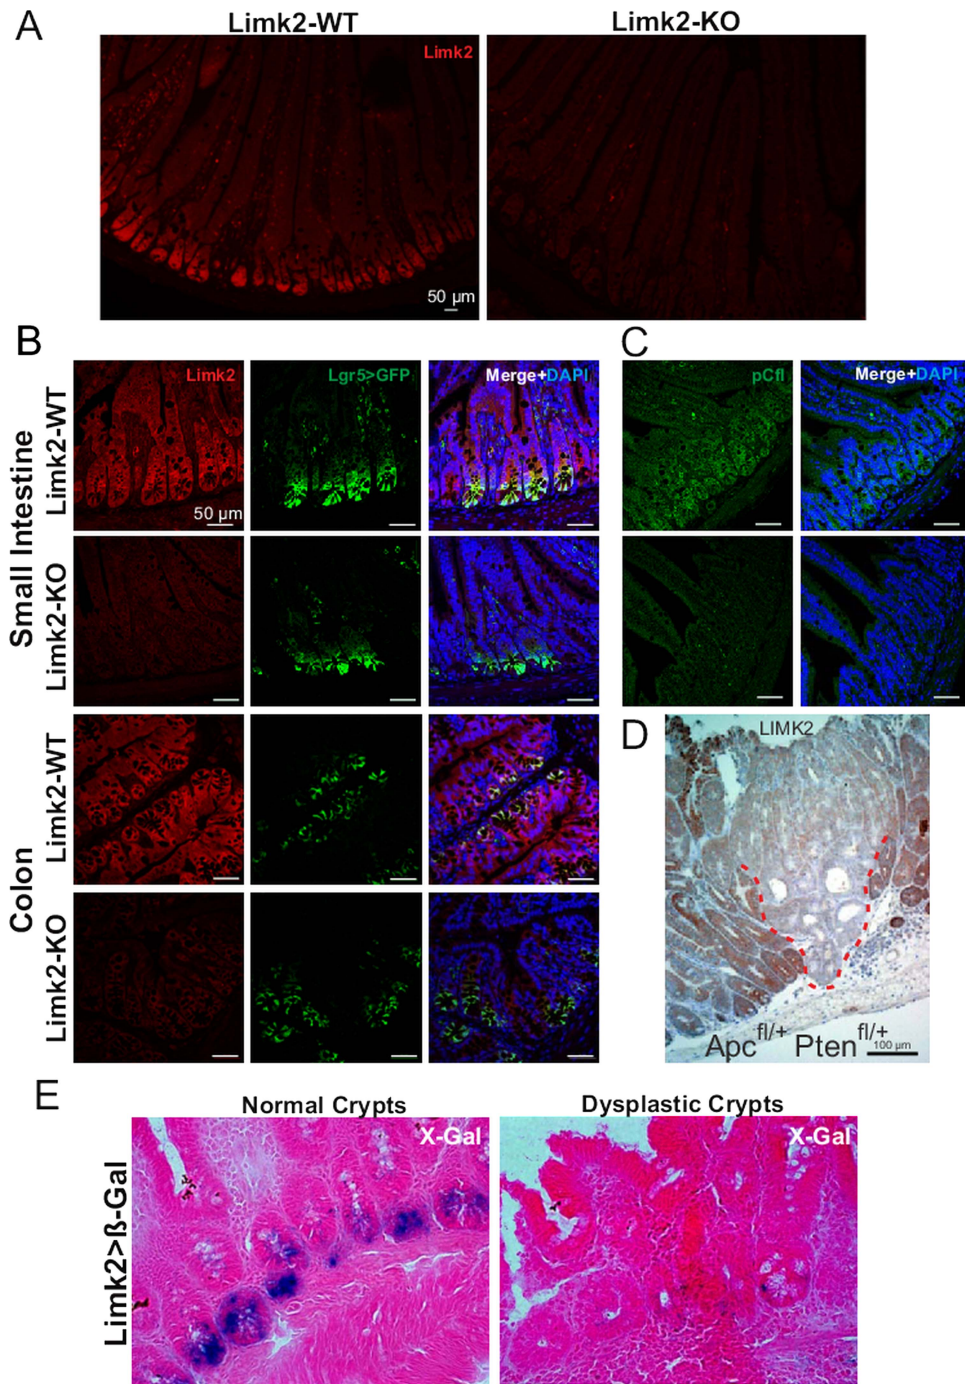 A
Limk2-WT
Limk2-KO
Limk2
50 µm
B
C
Small Intestine
Limk2-WT
Limk2
Lgr5>GFP
Merge+DAPI
pCfl
Merge+DAPI
50 µm
Limk2-KO
Colon
Limk2-WT
Limk2-KO
D
LIMK2
Apc fl/+ Pten fl/+
100 µm
E
Normal Crypts
Dysplastic Crypts
Limk2>ß-Gal
X-Gal
X-Gal